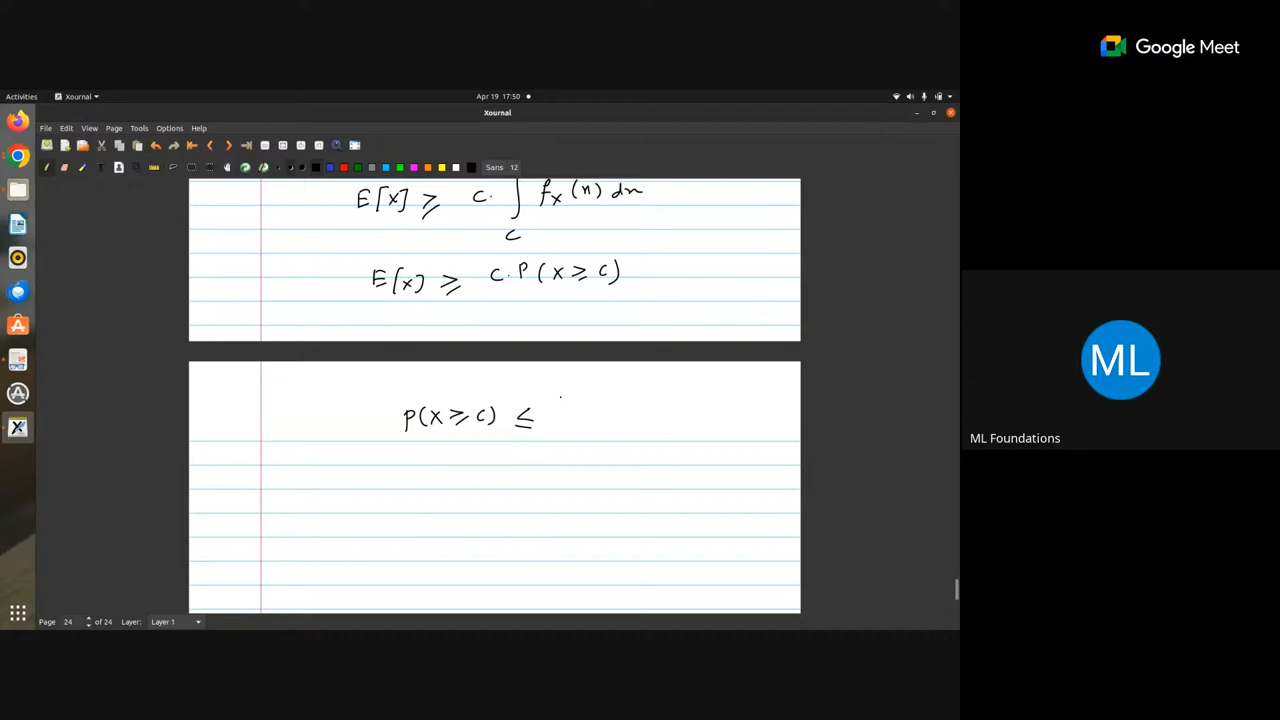 Google Meet
Activities Xournal Apr 19 17:50
Xournal
File Edit View Page Tools Options Help
Sans 12
E[X] ≥ c. ∫ f_X(x) dx
c
E[X] ≥ c. P(X ≥ c)
P(X ≥ c) ≤
ML
ML Foundations
Page 24 of 24 Layer: Layer 1